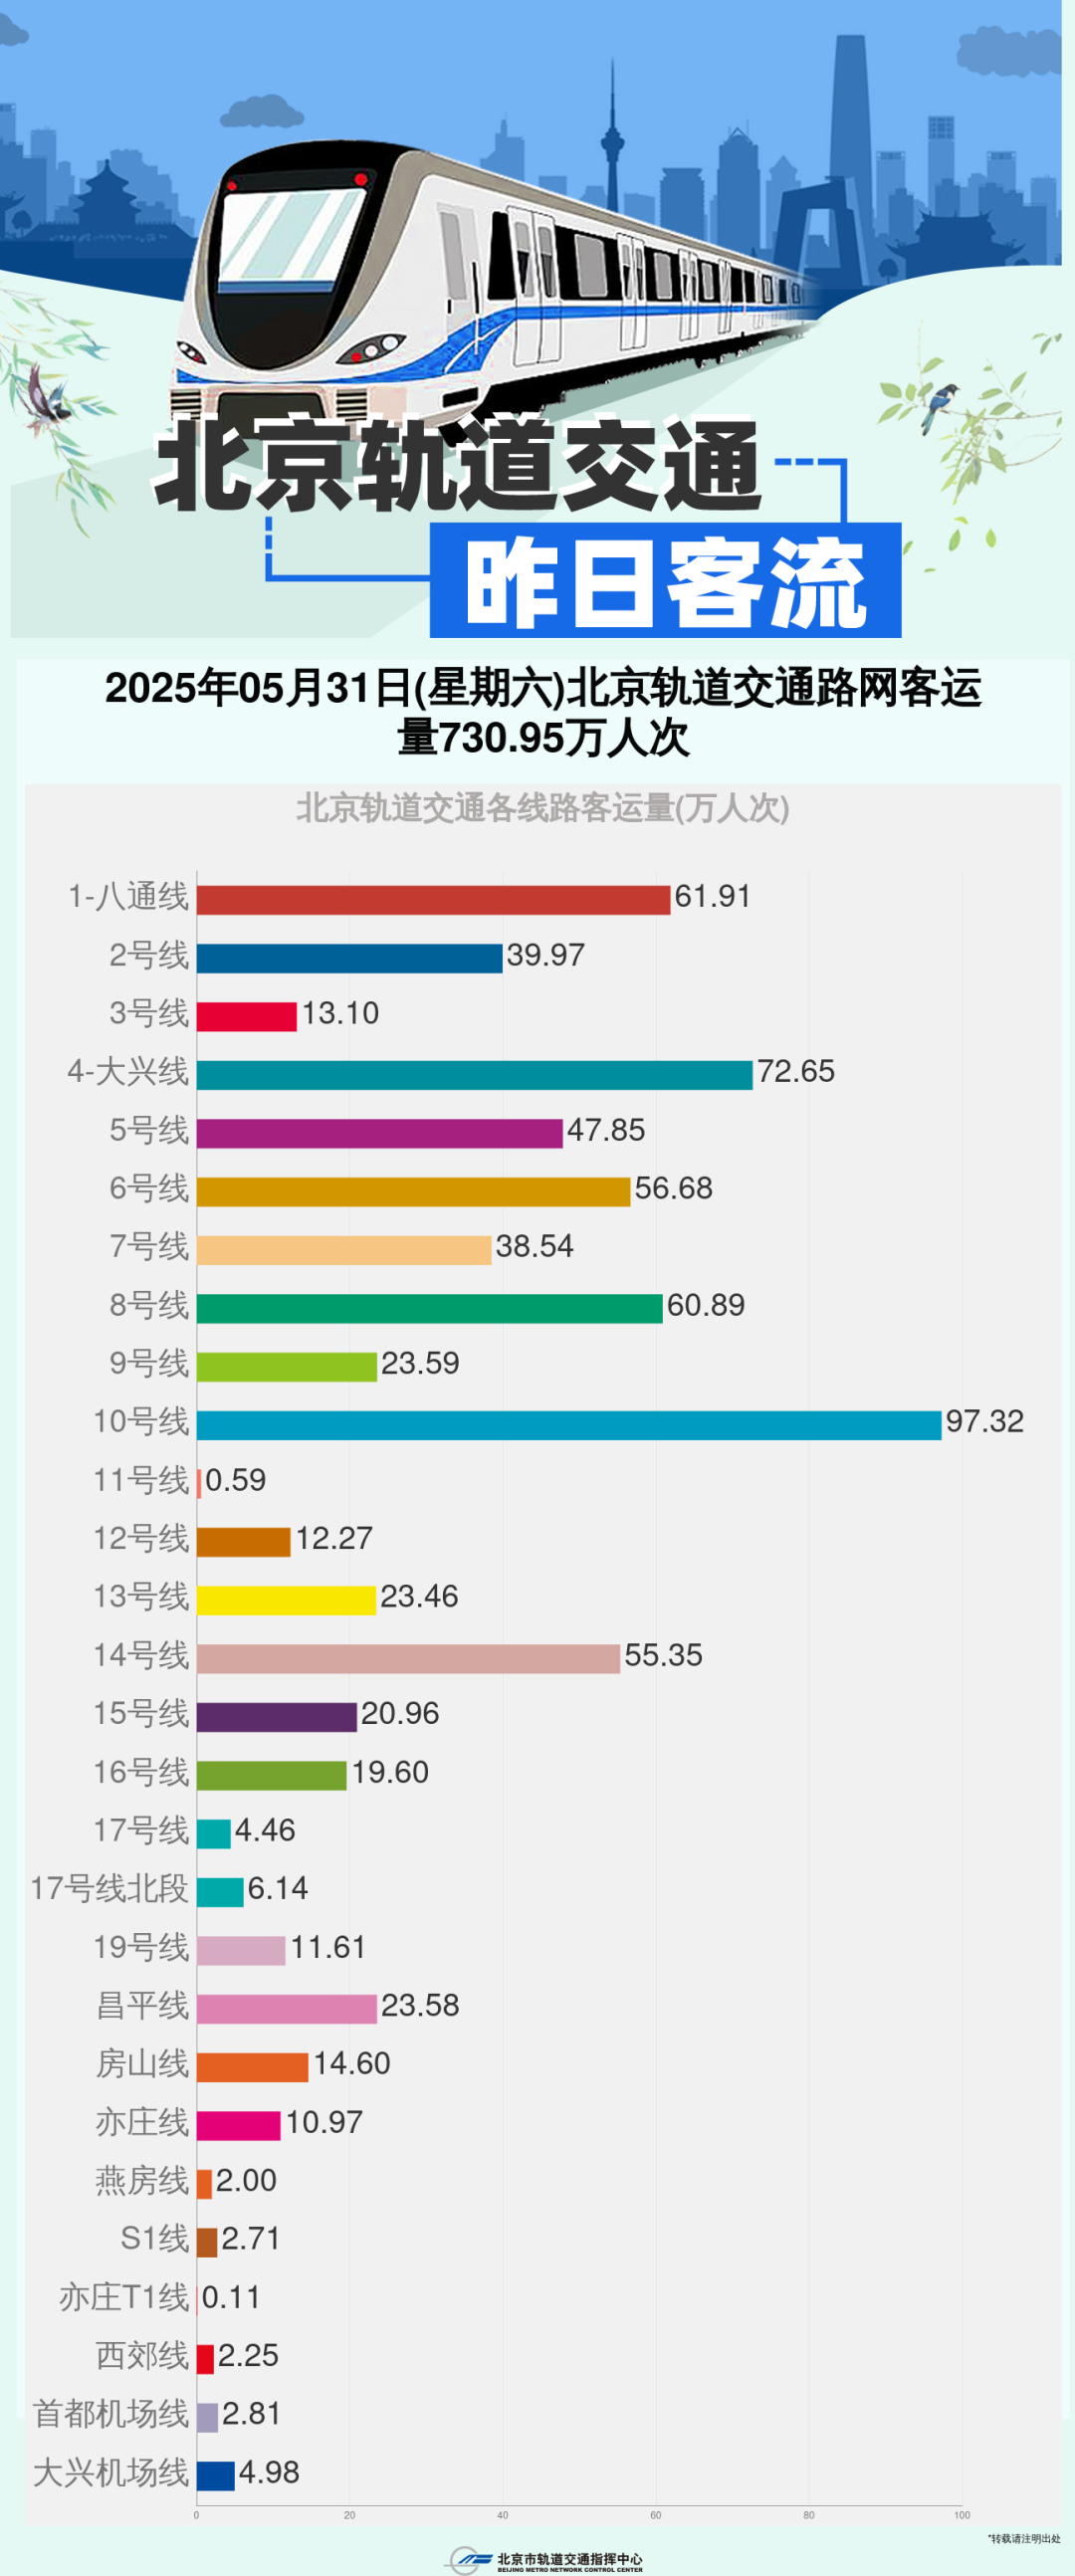 北京轨道交通
昨日客流
2025年05月31日(星期六)北京轨道交通路网客运
量730.95万人次
北京轨道交通各线路客运量(万人次)
1-八通线 61.91
2号线 39.97
3号线 13.10
4-大兴线 72.65
5号线 47.85
6号线 56.68
7号线 38.54
8号线 60.89
9号线 23.59
10号线 97.32
11号线 0.59
12号线 12.27
13号线 23.46
14号线 55.35
15号线 20.96
16号线 19.60
17号线 4.46
17号线北段 6.14
19号线 11.61
昌平线 23.58
房山线 14.60
亦庄线 10.97
燕房线 2.00
S1线 2.71
亦庄T1线 0.11
西郊线 2.25
首都机场线 2.81
大兴机场线 4.98
0 20 40 60 80 100
*转载请注明出处
北京市轨道交通指挥中心
BEIJING METRO NETWORK CONTROL CENTER